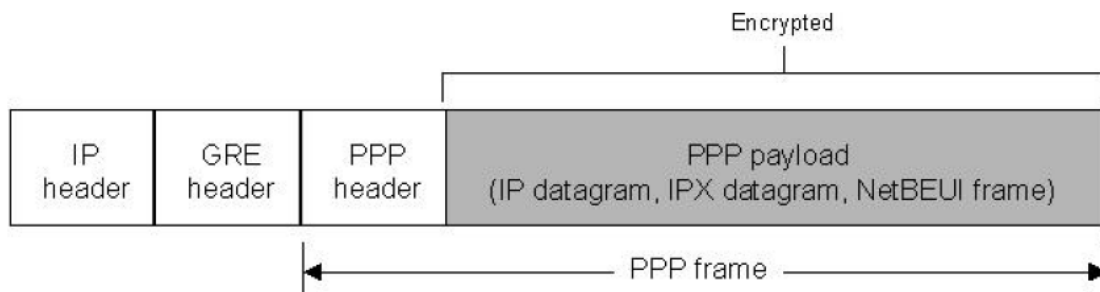 Encrypted
IP
header
GRE
header
PPP
header
PPP payload
(IP datagram, IPX datagram, NetBEUI frame)
PPP frame